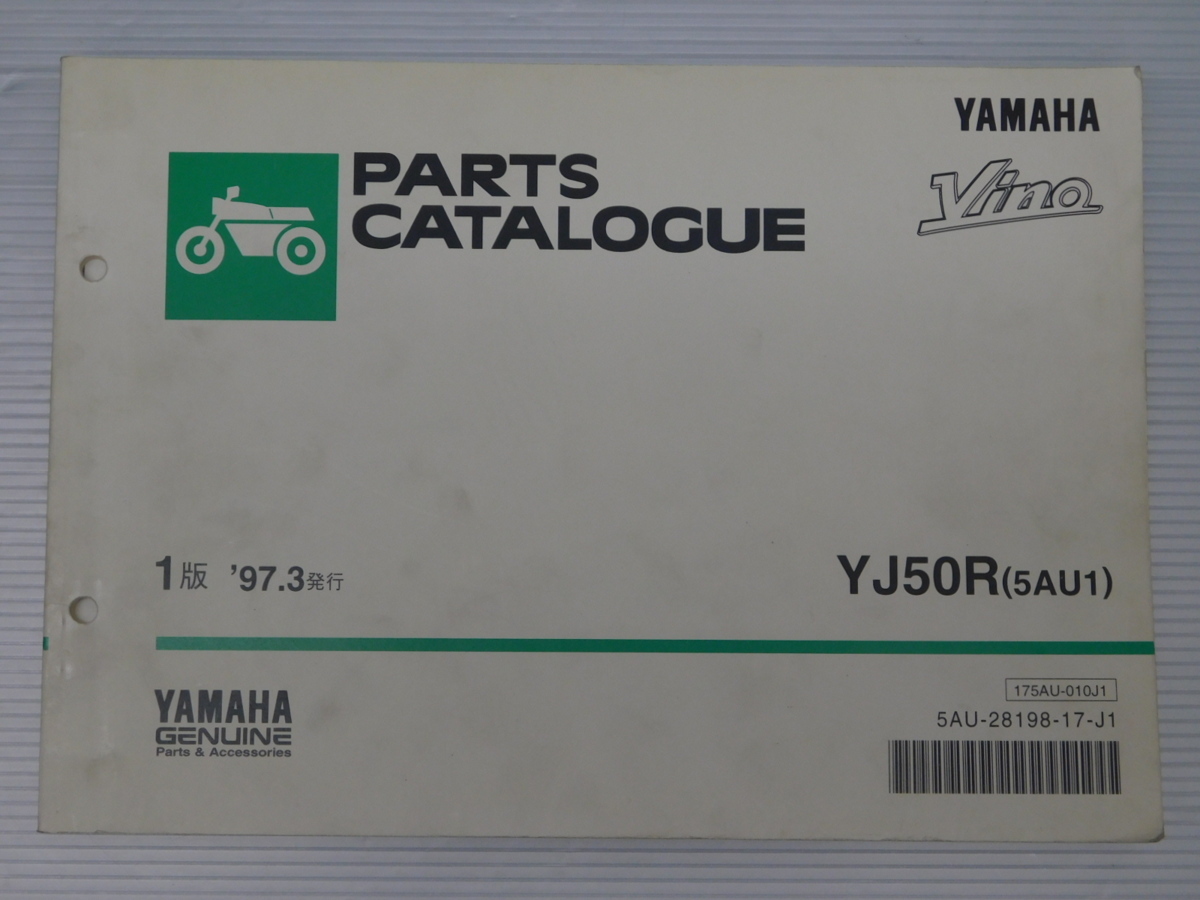 YAMAHA
Vino
PARTS
CATALOGUE
1版 '97.3発行
YJ50R(5AU1)
YAMAHA
GENUINE
Parts & Accessories
175AU-010J1
5AU-28198-17-J1